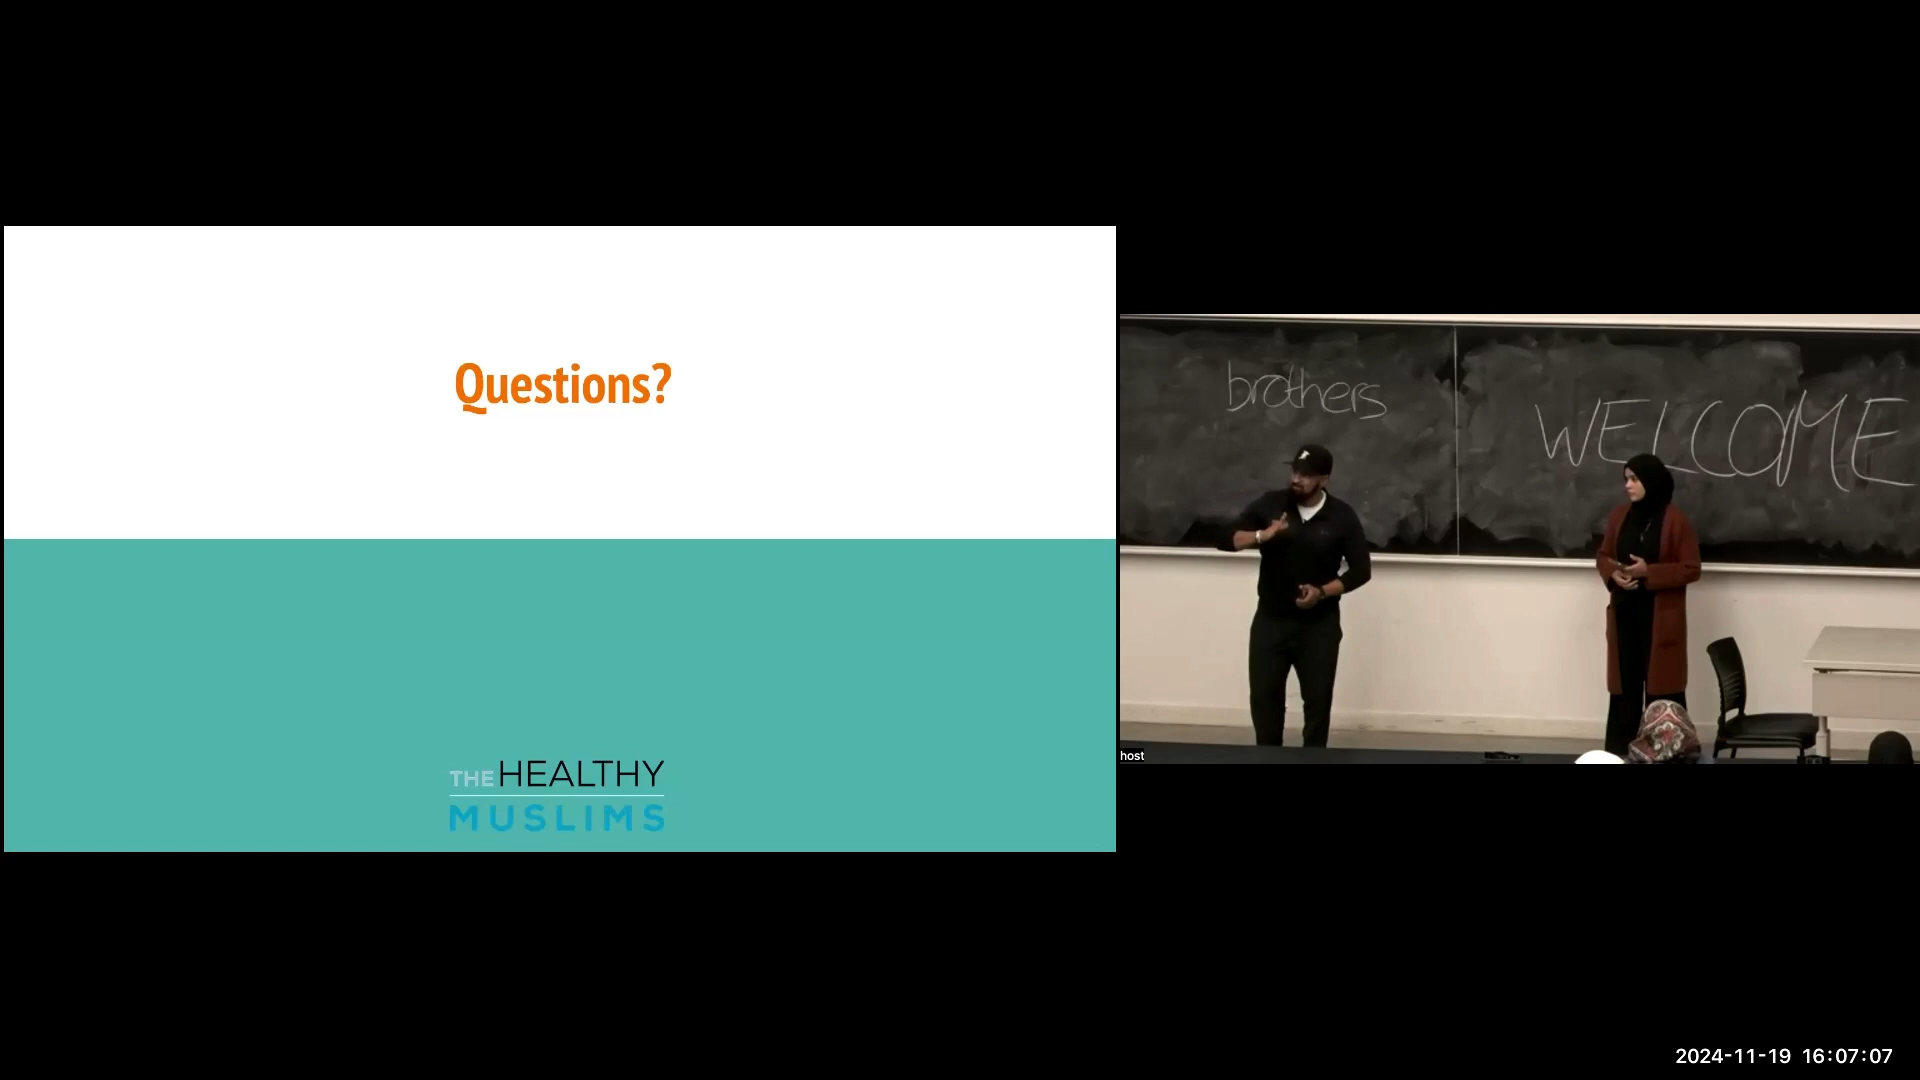 Questions?
THE HEALTHY
MUSLIMS
brothers
WELCOME
host
2024-11-19 16:07:07